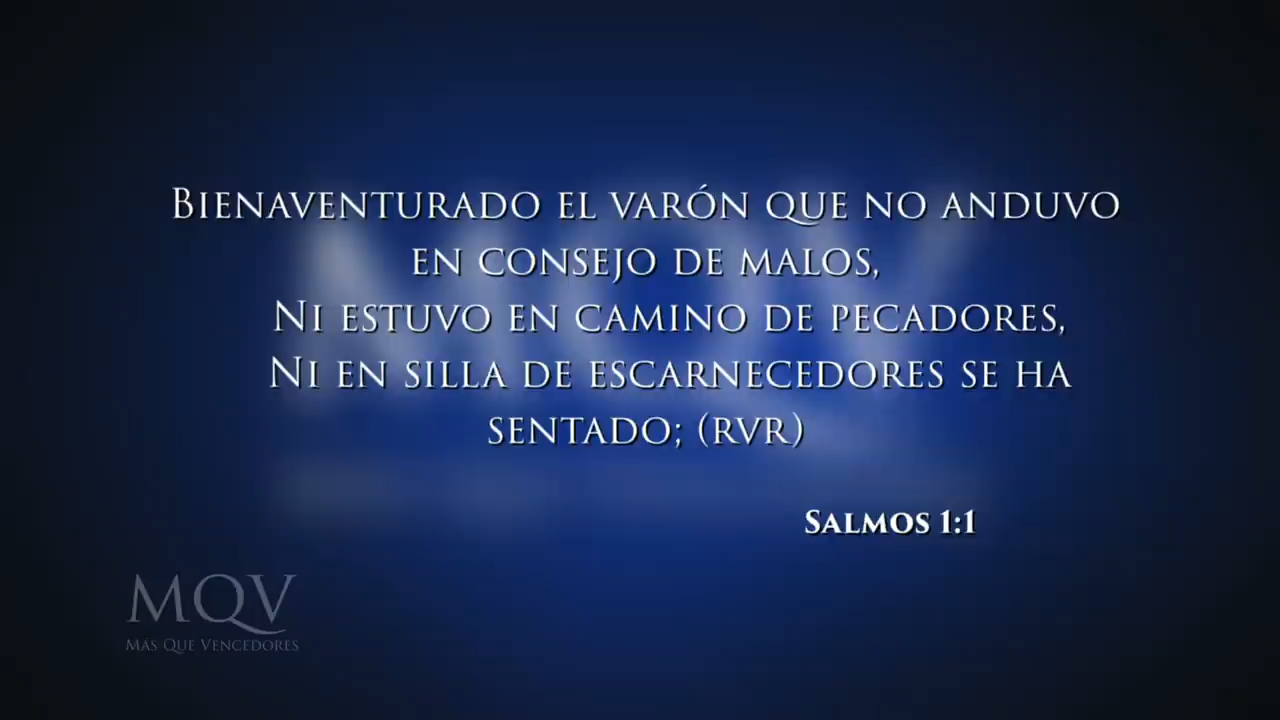 Bienaventurado el varón que no anduvo
en consejo de malos,
Ni estuvo en camino de pecadores,
Ni en silla de escarnecedores se ha
sentado; (rvr)
Salmos 1:1
MQV
Más Que Vencedores